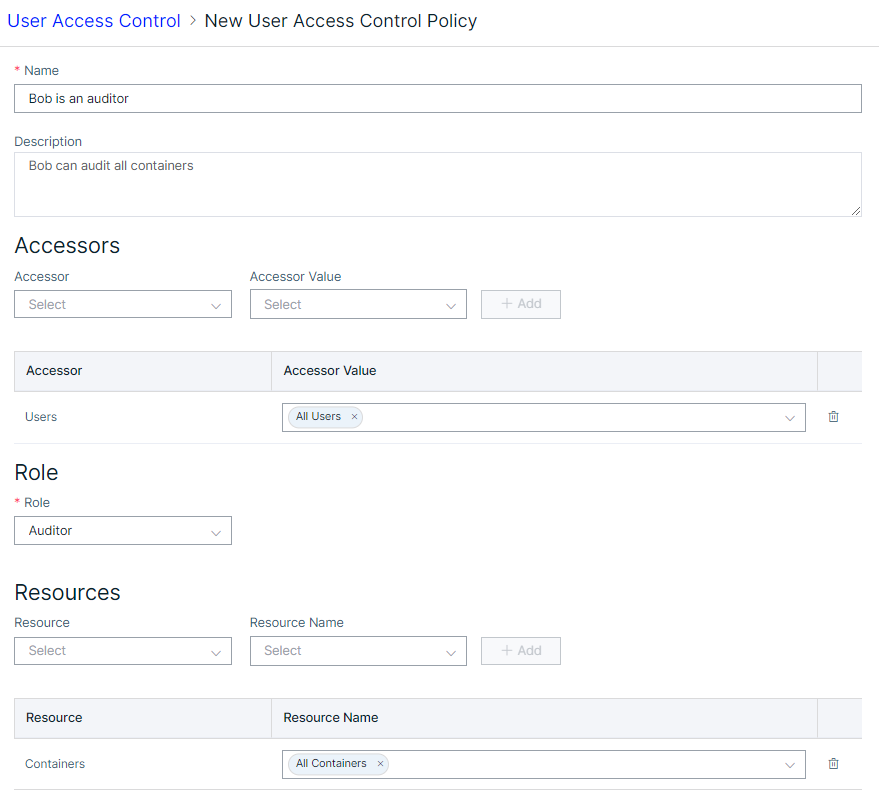 User Access Control > New User Access Control Policy
* Name
Bob is an auditor
Description
Bob can audit all containers
Accessors
Accessor Accessor Value
Select Select + Add
Accessor Accessor Value
Users All Users ×
Role
* Role
Auditor
Resources
Resource Resource Name
Select Select + Add
Resource Resource Name
Containers All Containers ×